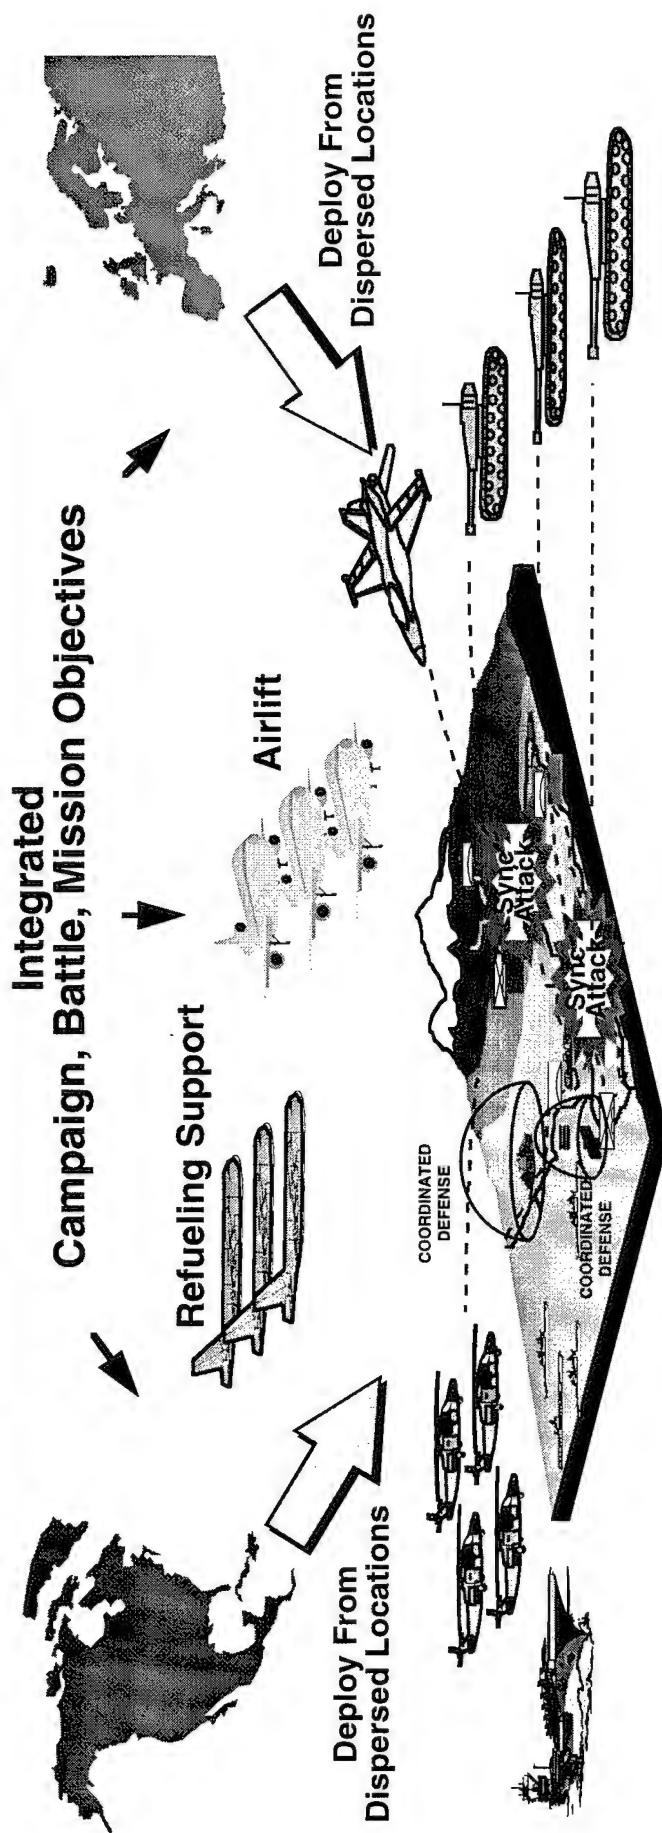 Integrated
Campaign, Battle, Mission Objectives
Refueling Support
Airlift
Deploy From
Dispersed Locations
Deploy From
Dispersed Locations
COORDINATED
DEFENSE
COORDINATED
DEFENSE
Sync
Attack
Sync
Attack